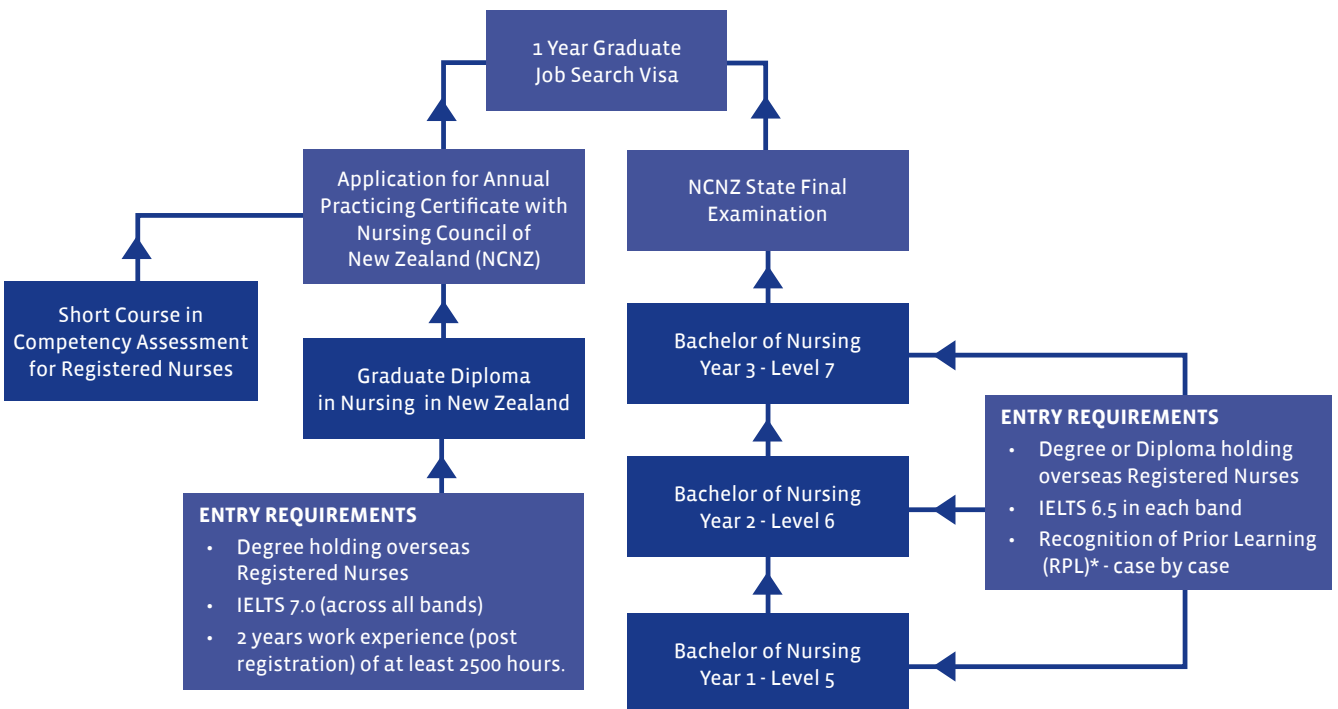 1 Year Graduate
Job Search Visa
Application for Annual
Practicing Certificate with
Nursing Council of
New Zealand (NCNZ)
NCNZ State Final
Examination
Short Course in
Competency Assessment
for Registered Nurses
Graduate Diploma
in Nursing in New Zealand
Bachelor of Nursing
Year 3 - Level 7
ENTRY REQUIREMENTS
• Degree holding overseas
Registered Nurses
• IELTS 7.0 (across all bands)
• 2 years work experience (post
registration) of at least 2500 hours.
Bachelor of Nursing
Year 2 - Level 6
Bachelor of Nursing
Year 1 - Level 5
ENTRY REQUIREMENTS
• Degree or Diploma holding
overseas Registered Nurses
• IELTS 6.5 in each band
• Recognition of Prior Learning
(RPL)* - case by case